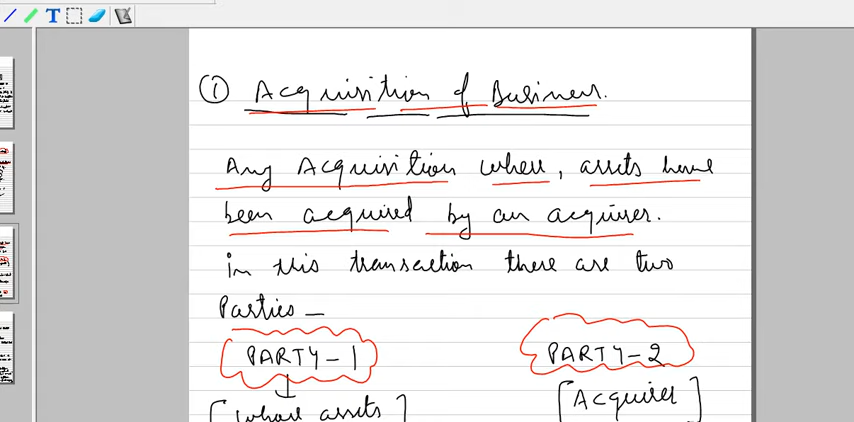 ① Acquisition of Business.
Any Acquisition where, assets have
been acquired by an acquirer.
in this transaction there are two
Parties —
PARTY-1 PARTY-2
[whose assets] [Acquirer]